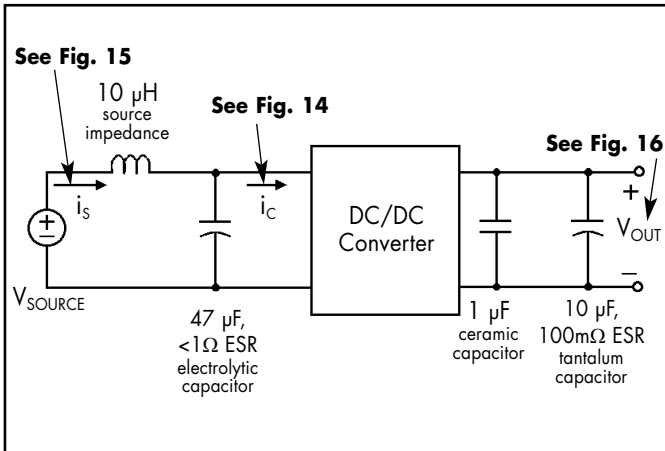 See Fig. 15
10 µH
source
impedance
See Fig. 14
See Fig. 16
iS
iC
DC/DC
Converter
+
VOUT
−
+
−
VSOURCE
47 µF,
<1Ω ESR
electrolytic
capacitor
1 µF
ceramic
capacitor
10 µF,
100mΩ ESR
tantalum
capacitor